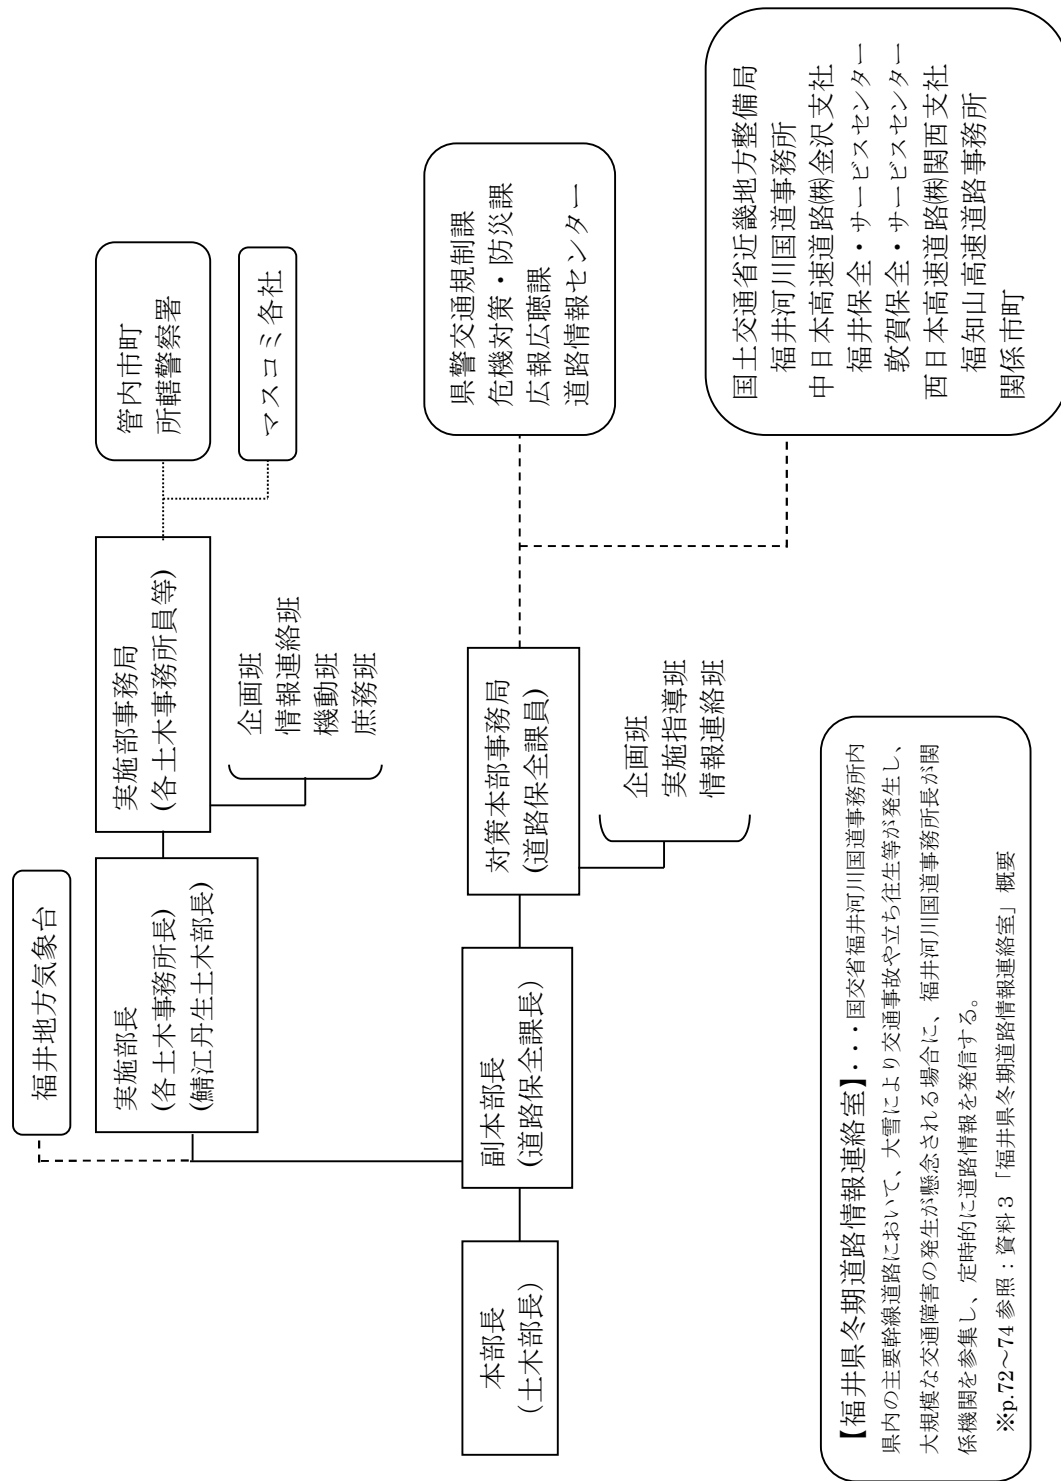 福井地方気象台
実施部長
(各土木事務所長)
(鯖江丹生土木部長)
実施部事務局
(各土木事務所員等)
企画班
情報連絡班
機動班
庶務班
管内市町
所轄警察署
マスコミ各社
本部長
(土木部長)
副本部長
(道路保全課長)
対策本部事務局
(道路保全課員)
企画班
実施指導班
情報連絡班
県警交通規制課
危機対策・防災課
広報広聴課
道路情報センター
国土交通省近畿地方整備局
福井河川国道事務所
中日本高速道路㈱金沢支社
福井保全・サービスセンター
敦賀保全・サービスセンター
西日本高速道路㈱関西支社
福知山高速道路事務所
関係市町
【福井県冬期道路情報連絡室】・・・国交省福井河川国道事務所内
県内の主要幹線道路において、大雪により交通事故や立ち往生等が発生し、
大規模な交通障害の発生が懸念される場合に、福井河川国道事務所長が関
係機関を参集し、定時的に道路情報を発信する。
※p.72～74参照：資料3「福井県冬期道路情報連絡室」概要